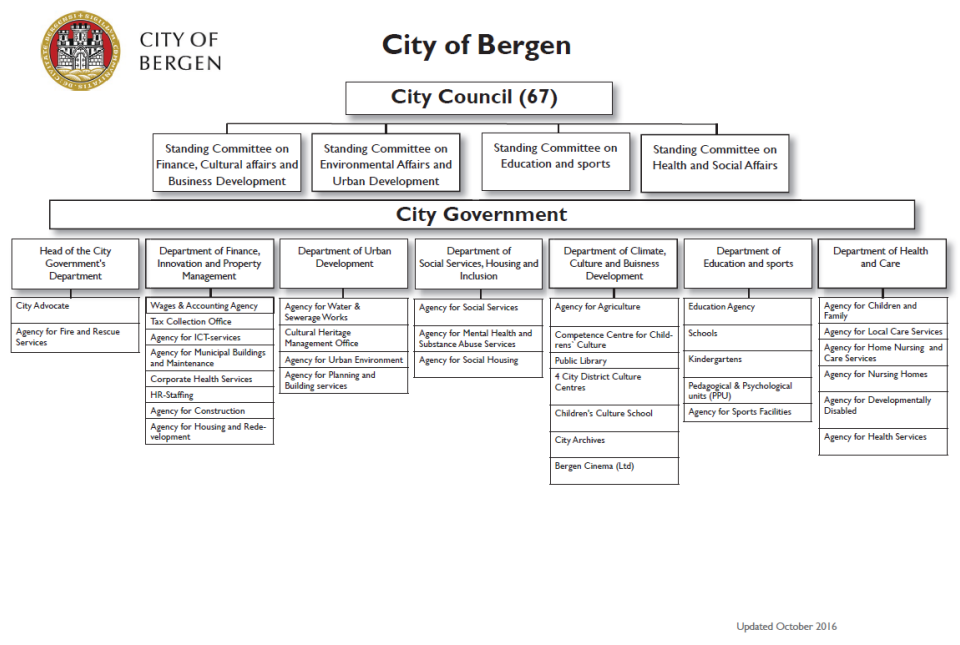 CITY OF
BERGEN
City of Bergen
City Council (67)
Standing Committee on
Finance, Cultural affairs and
Business Development
Standing Committee on
Environmental Affairs and
Urban Development
Standing Committee on
Education and sports
Standing Committee on
Health and Social Affairs
City Government
Head of the City
Government's
Department
City Advocate
Agency for Fire and Rescue
Services
Department of Finance,
Innovation and Property
Management
Wages & Accounting Agency
Tax Collection Office
Agency for ICT-services
Agency for Municipal Buildings
and Maintenance
Corporate Health Services
HR-Staffing
Agency for Construction
Agency for Housing and Rede-
velopment
Department of Urban
Development
Agency for Water &
Sewerage Works
Cultural Heritage
Management Office
Agency for Urban Environment
Agency for Planning and
Building services
Department of
Social Services, Housing and
Inclusion
Agency for Social Services
Agency for Mental Health and
Substance Abuse Services
Agency for Social Housing
Department of Climate,
Culture and Buisness
Development
Agency for Agriculture
Competence Centre for Child-
rens' Culture
Public Library
4 City District Culture
Centres
Children's Culture School
City Archives
Bergen Cinema (Ltd)
Department of
Education and sports
Education Agency
Schools
Kindergartens
Pedagogical & Psychological
units (PPU)
Agency for Sports Facilities
Department of Health
and Care
Agency for Children and
Family
Agency for Local Care Services
Agency for Home Nursing and
Care Services
Agency for Nursing Homes
Agency for Developmentally
Disabled
Agency for Health Services
Updated October 2016